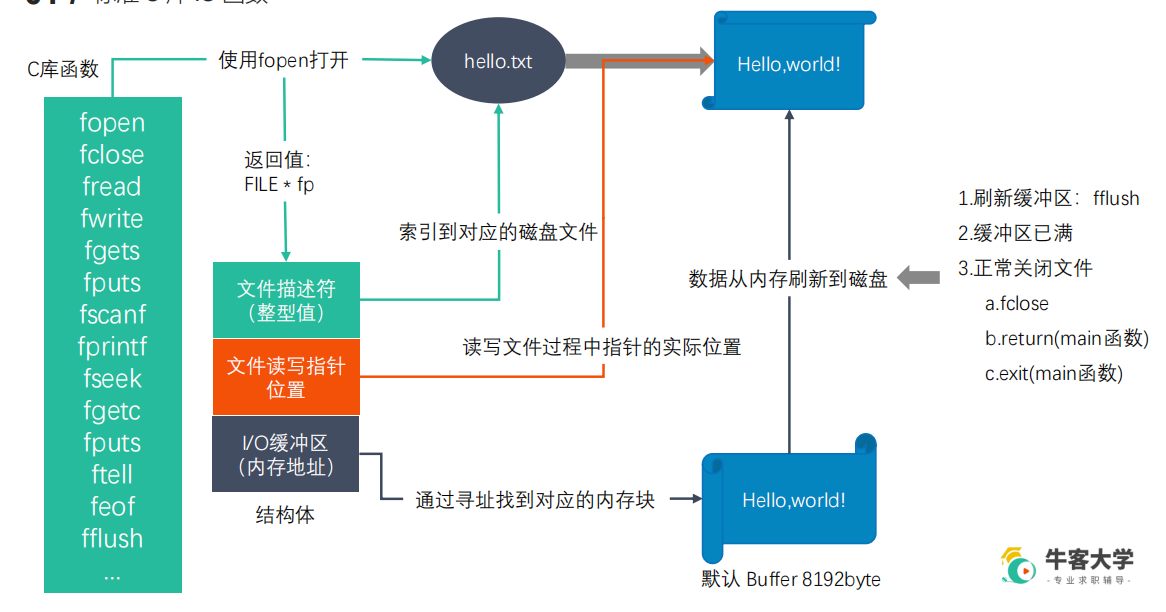 C库函数
fopen
fclose
fread
fwrite
fgets
fputs
fscanf
fprintf
fseek
fgetc
fputs
ftell
feof
fflush
...
使用fopen打开
返回值：
FILE * fp
文件描述符
（整型值）
文件读写指针
位置
I/O缓冲区
（内存地址）
结构体
hello.txt
索引到对应的磁盘文件
读写文件过程中指针的实际位置
通过寻址找到对应的内存块
Hello,world!
数据从内存刷新到磁盘
Hello,world!
默认 Buffer 8192byte
1.刷新缓冲区：fflush
2.缓冲区已满
3.正常关闭文件
a.fclose
b.return(main函数)
c.exit(main函数)
牛客大学
-专业求职辅导-